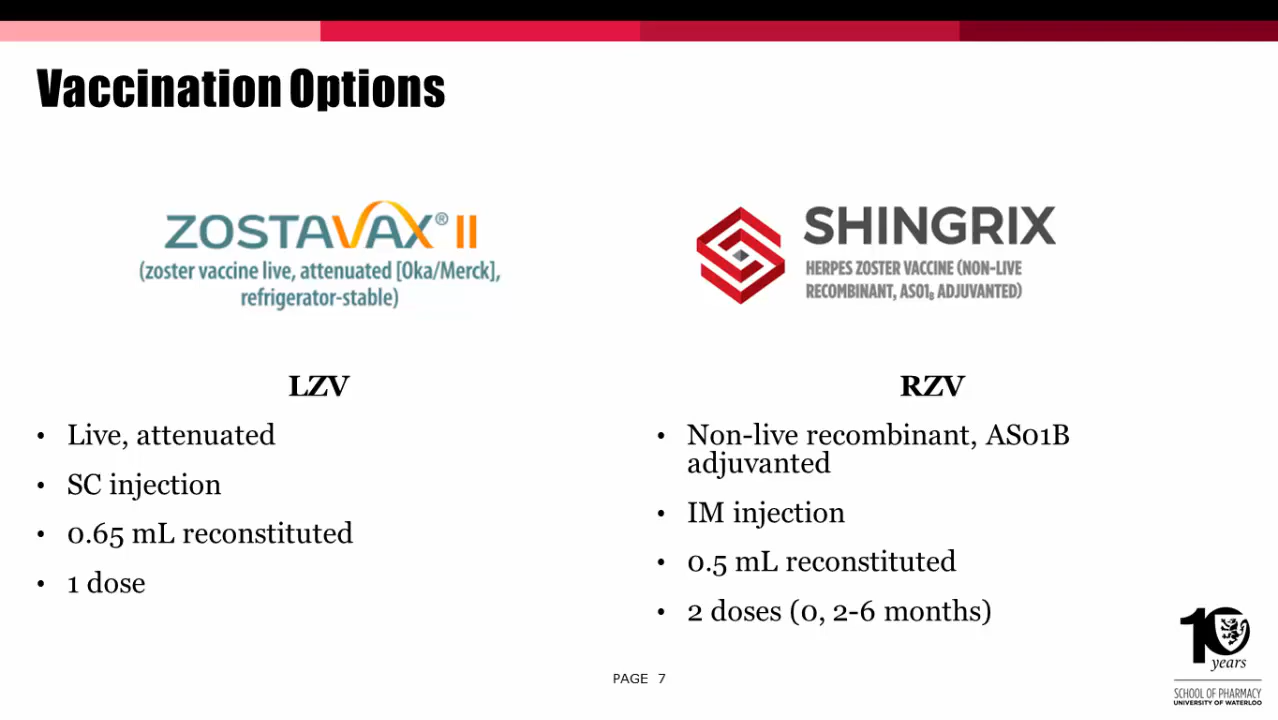 Vaccination Options
ZOSTAVAX® II
(zoster vaccine live, attenuated [Oka/Merck],
refrigerator-stable)
SHINGRIX
HERPES ZOSTER VACCINE (NON-LIVE
RECOMBINANT, AS01B ADJUVANTED)
LZV
• Live, attenuated
• SC injection
• 0.65 mL reconstituted
• 1 dose
RZV
• Non-live recombinant, AS01B
adjuvanted
• IM injection
• 0.5 mL reconstituted
• 2 doses (0, 2-6 months)
PAGE 7
10
years
SCHOOL OF PHARMACY
UNIVERSITY OF WATERLOO